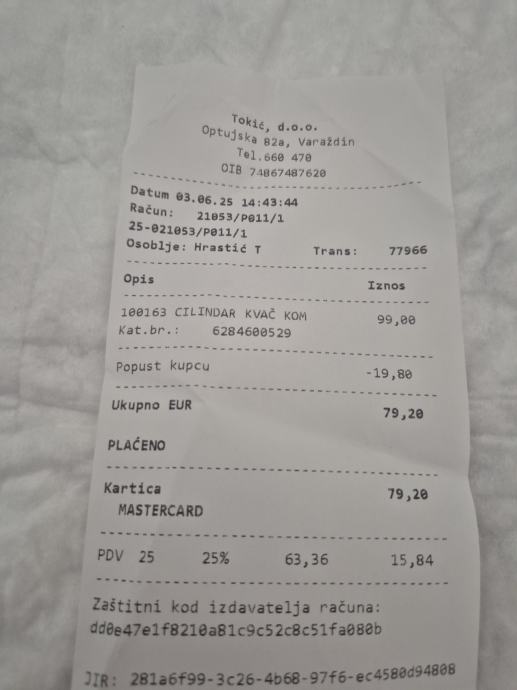 Tokić, d.o.o.
Optujska 82a, Varaždin
Tel.660 470
OIB 74867487620
Datum 03.06.25 14:43:44
Račun: 21053/P011/1
25-021053/P011/1
Osoblje: Hrastić T Trans: 77966
Opis Iznos
100163 CILINDAR KVAČ KOM 99,00
Kat.br.: 6284600529
Popust kupcu -19,80
Ukupno EUR 79,20
PLAĆENO
Kartica 79,20
MASTERCARD
PDV 25 25% 63,36 15,84
Zaštitni kod izdavatelja računa:
dd0e47e1f8210a81c9c52c8c51fa080b
JIR: 281a6f99-3c26-4b68-97f6-ec4580d94808